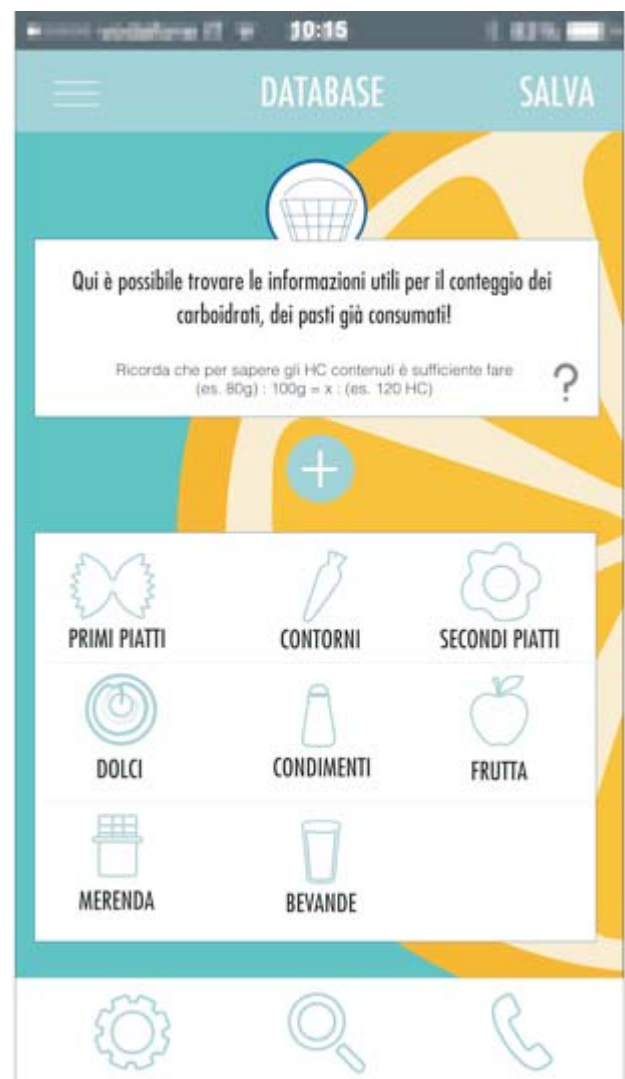 10:15
DATABASE SALVA
Qui è possibile trovare le informazioni utili per il conteggio dei
carboidrati, dei pasti già consumati!
Ricorda che per sapere gli HC contenuti è sufficiente fare
(es. 80g) : 100g = x : (es. 120 HC)
?
PRIMI PIATTI CONTORNI SECONDI PIATTI
DOLCI CONDIMENTI FRUTTA
MERENDA BEVANDE